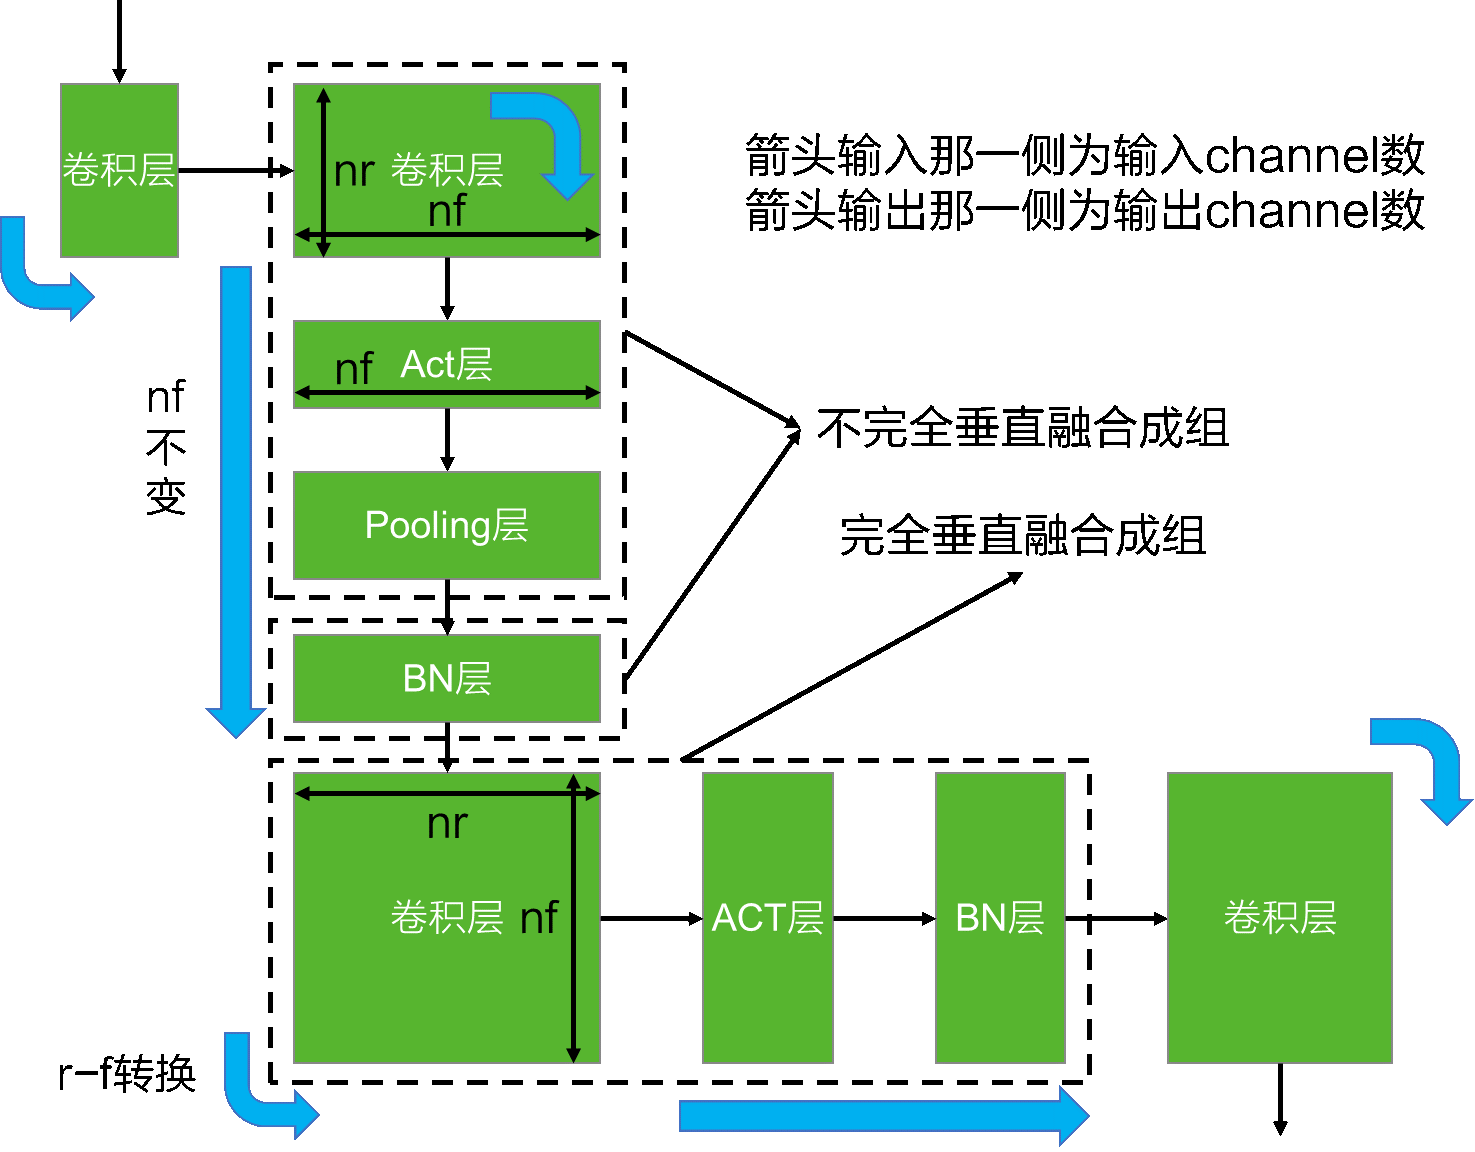 卷积层
nr
卷积层
nf
箭头输入那一侧为输入channel数
箭头输出那一侧为输出channel数
nf
不
变
nf
Act层
Pooling层
BN层
不完全垂直融合成组
完全垂直融合成组
nr
卷积层
nf
ACT层
BN层
卷积层
r-f转换